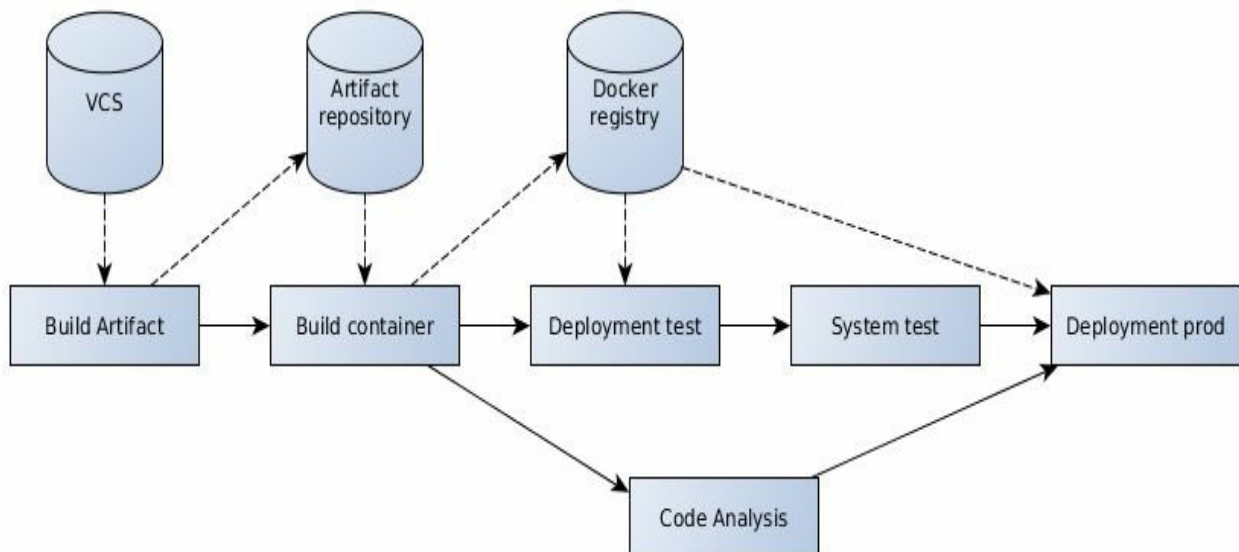 VCS
Artifact
repository
Docker
registry
Build Artifact
Build container
Deployment test
System test
Deployment prod
Code Analysis